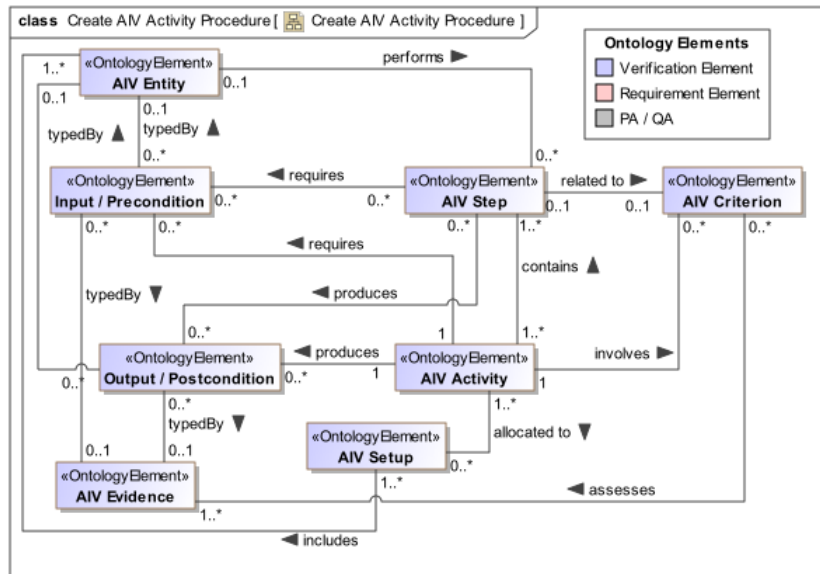 class Create AIV Activity Procedure [ Create AIV Activity Procedure ]
Ontology Elements
Verification Element
Requirement Element
PA / QA
«OntologyElement»
AIV Entity
1..*
0..1
0..1
performs
0..1
typedBy
typedBy
0..*
0..*
«OntologyElement»
Input / Precondition
requires
0..*
0..*
«OntologyElement»
AIV Step
related to
0..1
0..1
«OntologyElement»
AIV Criterion
0..*
0..*
0..*
1..*
0..*
0..*
requires
contains
typedBy
produces
0..*
1
1..*
«OntologyElement»
Output / Postcondition
produces
0..*
1
«OntologyElement»
AIV Activity
involves
1
0..*
0..*
typedBy
1..*
allocated to
«OntologyElement»
AIV Setup
0..*
0..1
0..1
«OntologyElement»
AIV Evidence
1..*
1..*
assesses
includes